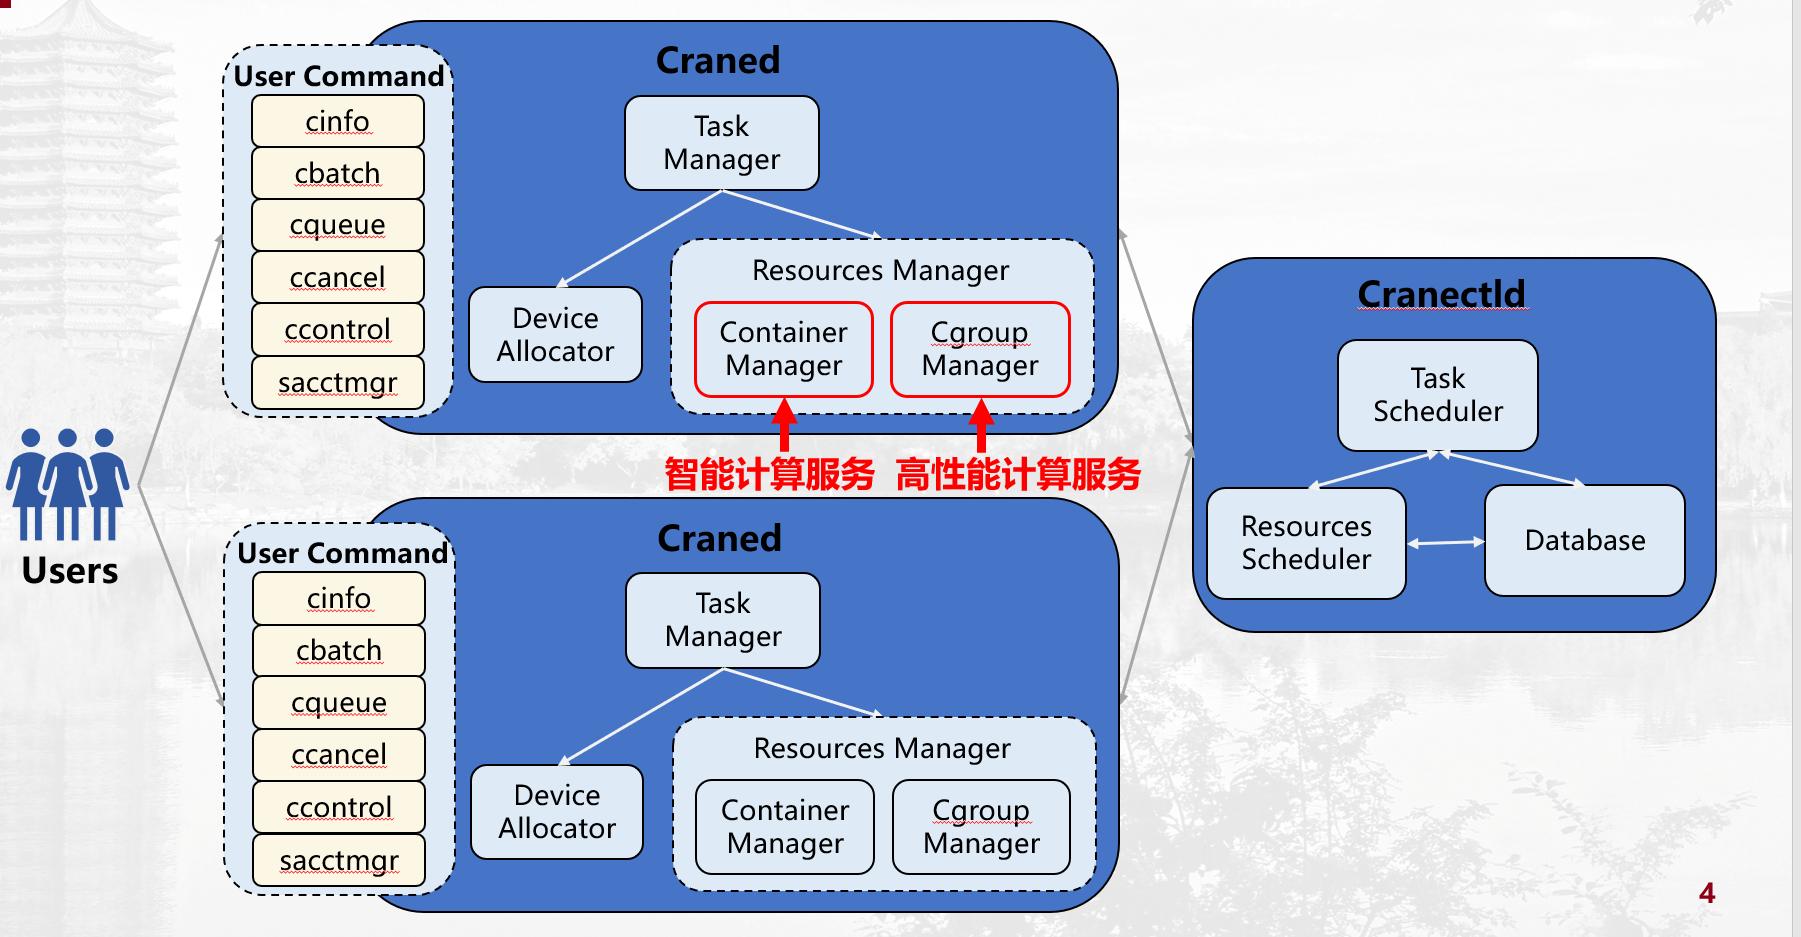 Craned
User Command
cinfo
cbatch
cqueue
ccancel
ccontrol
sacctmgr
Task
Manager
Device
Allocator
Resources Manager
Container
Manager
Cgroup
Manager
智能计算服务
高性能计算服务
Users
Craned
User Command
cinfo
cbatch
cqueue
ccancel
ccontrol
sacctmgr
Task
Manager
Device
Allocator
Resources Manager
Container
Manager
Cgroup
Manager
Cranectld
Task
Scheduler
Resources
Scheduler
Database
4